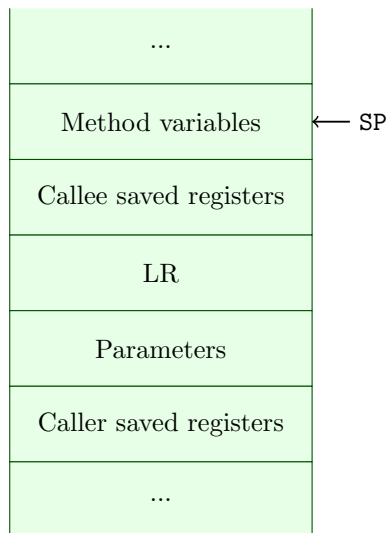 ...
Method variables
SP
Callee saved registers
LR
Parameters
Caller saved registers
...